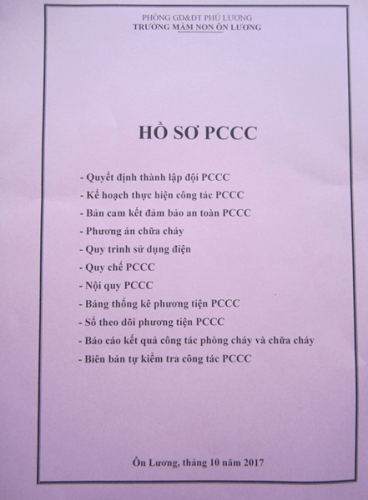 PHÒNG GD&ĐT PHÚ LƯƠNG
TRƯỜNG MẦM NON ÔN LƯƠNG
HỒ SƠ PCCC
- Quyết định thành lập đội PCCC
- Kế hoạch thực hiện công tác PCCC
- Bản cam kết đảm bảo an toàn PCCC
- Phương án chữa cháy
- Quy trình sử dụng điện
- Quy chế PCCC
- Nội quy PCCC
- Bảng thống kê phương tiện PCCC
- Sổ theo dõi phương tiện PCCC
- Báo cáo kết quả công tác phòng cháy và chữa cháy
- Biên bản tự kiểm tra công tác PCCC
Ôn Lương, tháng 10 năm 2017